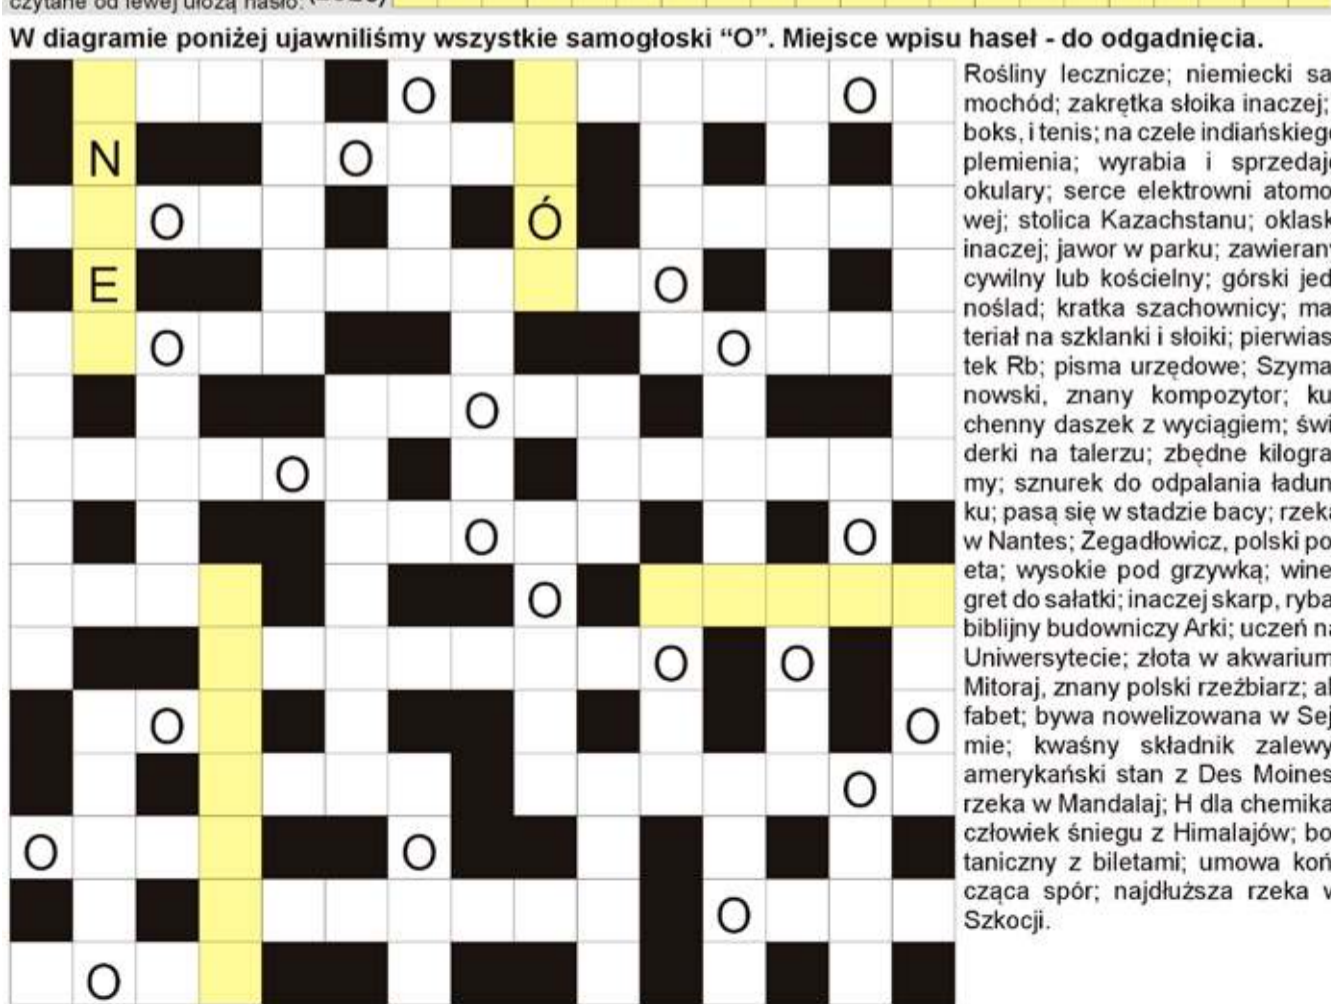 czytane od lewej ułożą hasło.
W diagramie poniżej ujawniliśmy wszystkie samogłoski “O”. Miejsce wpisu haseł - do odgadnięcia.
O O
N O
O Ó
E O
O O
O
O
O O
O
O O
O O
O
O O
O
O
Rośliny lecznicze; niemiecki sa
mochód; zakrętka słoika inaczej;
boks, i tenis; na czele indiańskieg
plemienia; wyrabia i sprzedaj
okulary; serce elektrowni atomo
wej; stolica Kazachstanu; oklask
inaczej; jawor w parku; zawierany
cywilny lub kościelny; górski jed
noślad; kratka szachownicy; ma
teriał na szklanki i słoiki; pierwias
tek Rb; pisma urzędowe; Szyma
nowski, znany kompozytor; ku
chenny daszek z wyciągiem; świ
derki na talerzu; zbędne kilogra
my; sznurek do odpalania ładun
ku; pasą się w stadzie bacy; rzeka
w Nantes; Zegadłowicz, polski po
eta; wysokie pod grzywką; wine
gret do sałatki; inaczej skarp, ryba
biblijny budowniczy Arki; uczeń na
Uniwersytecie; złota w akwarium
Mitoraj, znany polski rzeźbiarz; al
fabet; bywa nowelizowana w Sej
mie; kwaśny składnik zalewy
amerykański stan z Des Moines
rzeka w Mandalaj; H dla chemika
człowiek śniegu z Himalajów; bo
taniczny z biletami; umowa koń
cząca spór; najdłuższa rzeka w
Szkocji.